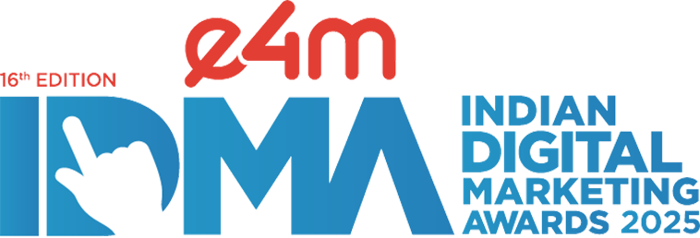 e4m
16th EDITION
IDMA
INDIAN
DIGITAL
MARKETING
AWARDS 2025